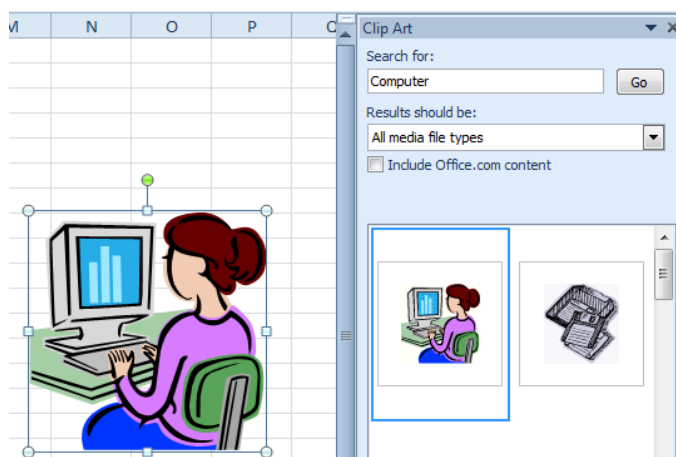 M N O P Q
Clip Art
Search for:
Computer Go
Results should be:
All media file types
Include Office.com content